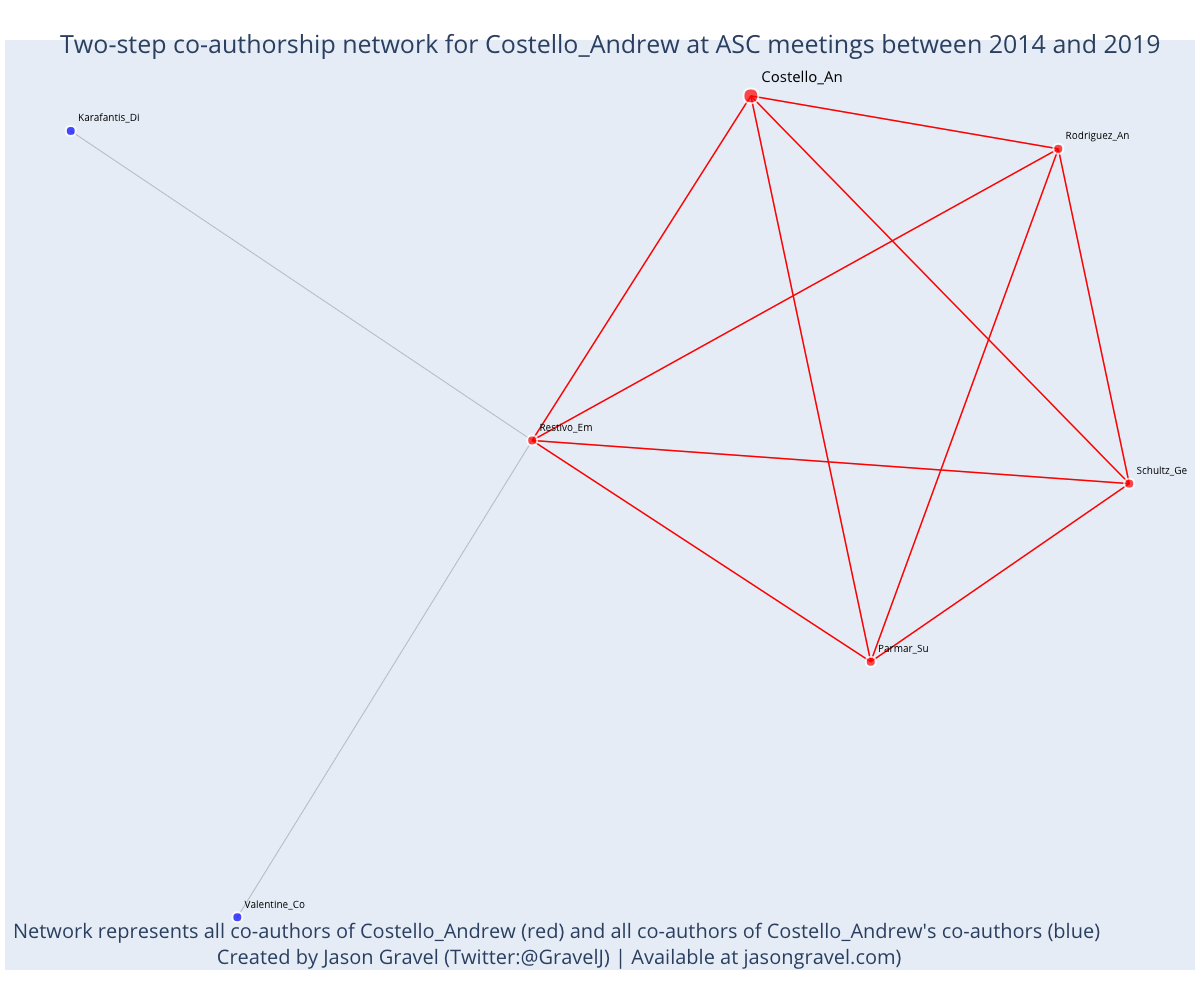 Two-step co-authorship network for Costello_Andrew at ASC meetings between 2014 and 2019
Costello_An
Karafantis_Di
Rodriguez_An
Restivo_Em
Schultz_Ge
Parmar_Su
Valentine_Co
Network represents all co-authors of Costello_Andrew (red) and all co-authors of Costello_Andrew's co-authors (blue)
Created by Jason Gravel (Twitter:@GravelJ) | Available at jasongravel.com)